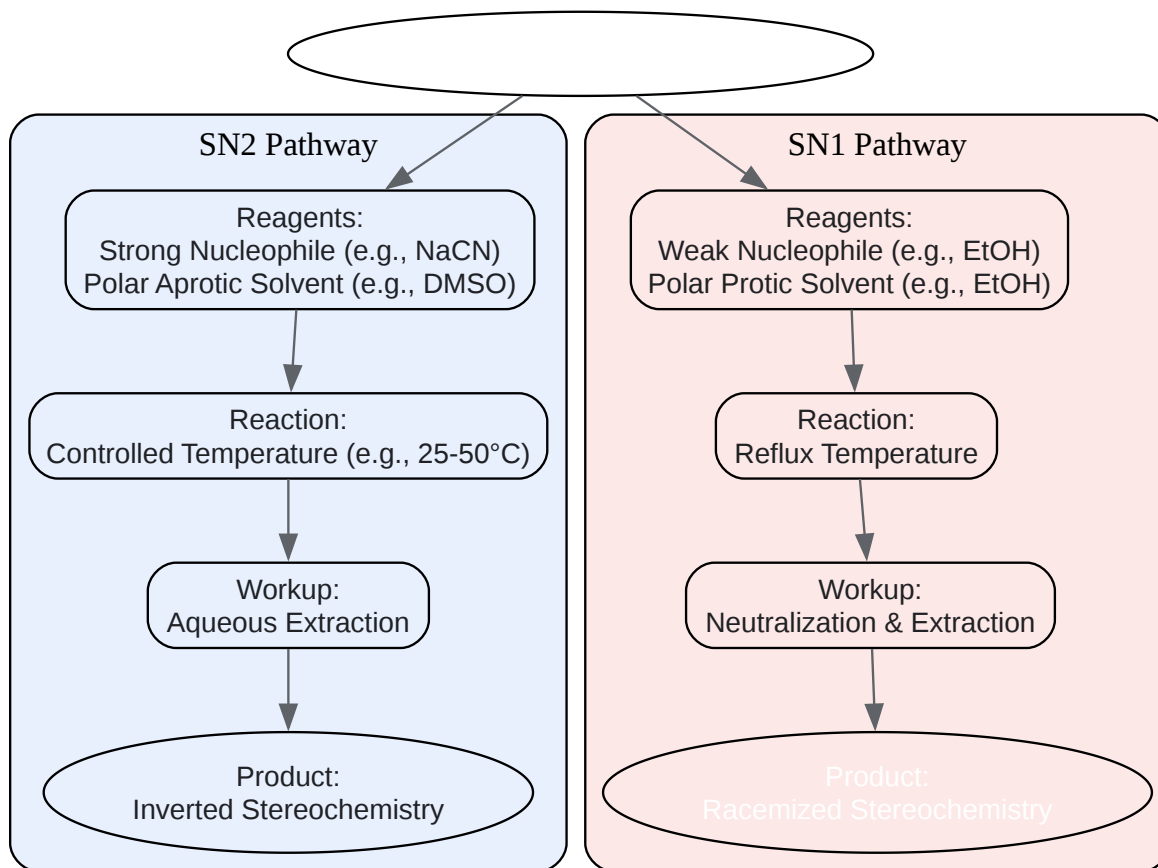 SN2 Pathway
Reagents:
Strong Nucleophile (e.g., NaCN)
Polar Aprotic Solvent (e.g., DMSO)
Reaction:
Controlled Temperature (e.g., 25-50°C)
Workup:
Aqueous Extraction
Product:
Inverted Stereochemistry
SN1 Pathway
Reagents:
Weak Nucleophile (e.g., EtOH)
Polar Protic Solvent (e.g., EtOH)
Reaction:
Reflux Temperature
Workup:
Neutralization & Extraction
Product:
Racemized Stereochemistry